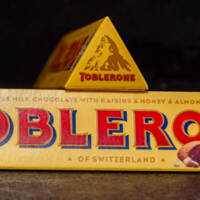 TOBLERONE
SE MILK CHOCOLATE WITH RAISINS & HONEY & ALMON
OBLERO
OF SWITZERLAND